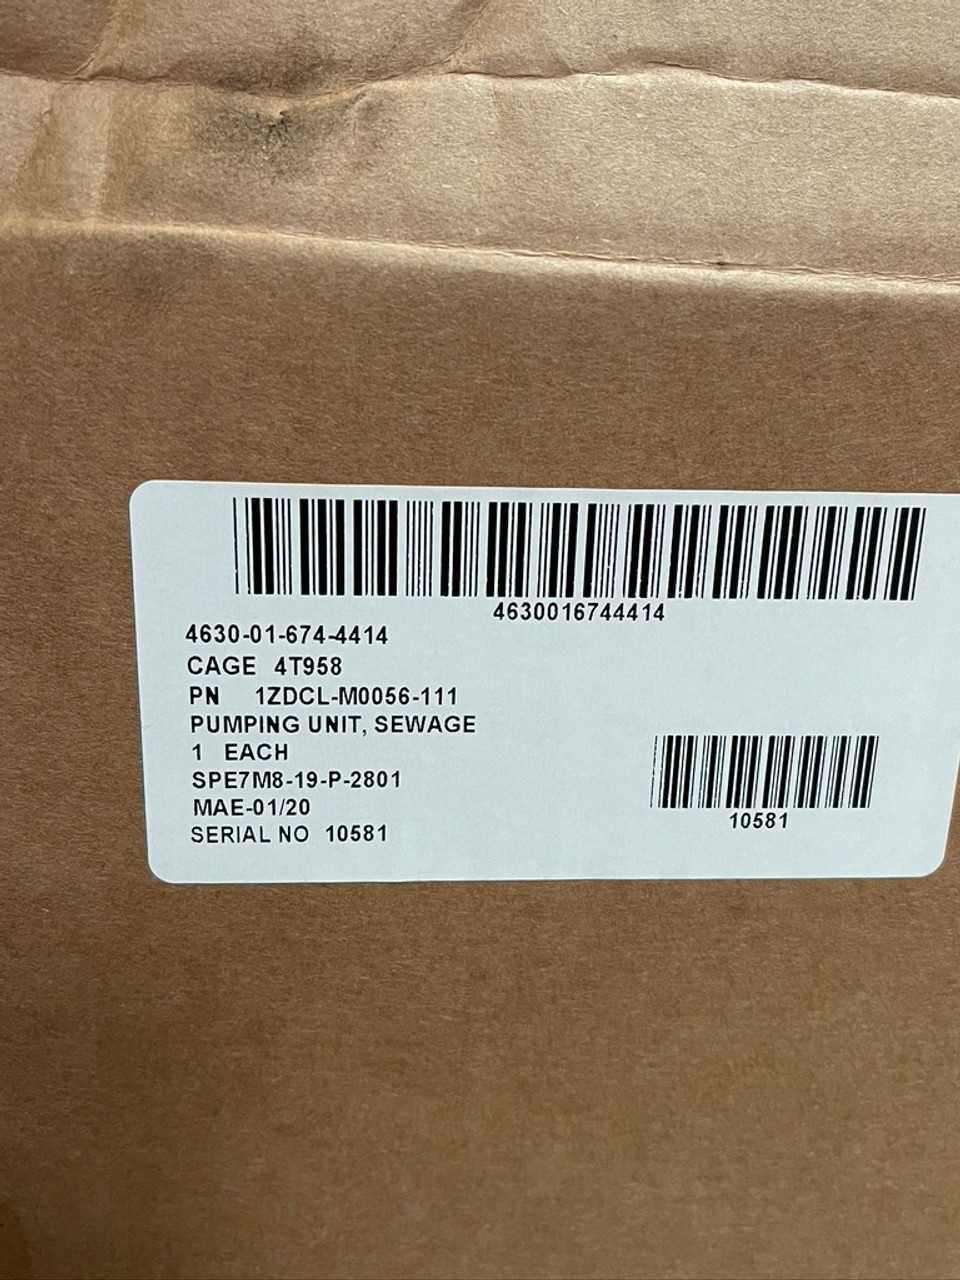 4630016744414
4630-01-674-4414
CAGE 4T958
PN 1ZDCL-M0056-111
PUMPING UNIT, SEWAGE
1 EACH
SPE7M8-19-P-2801
MAE-01/20
SERIAL NO 10581
10581